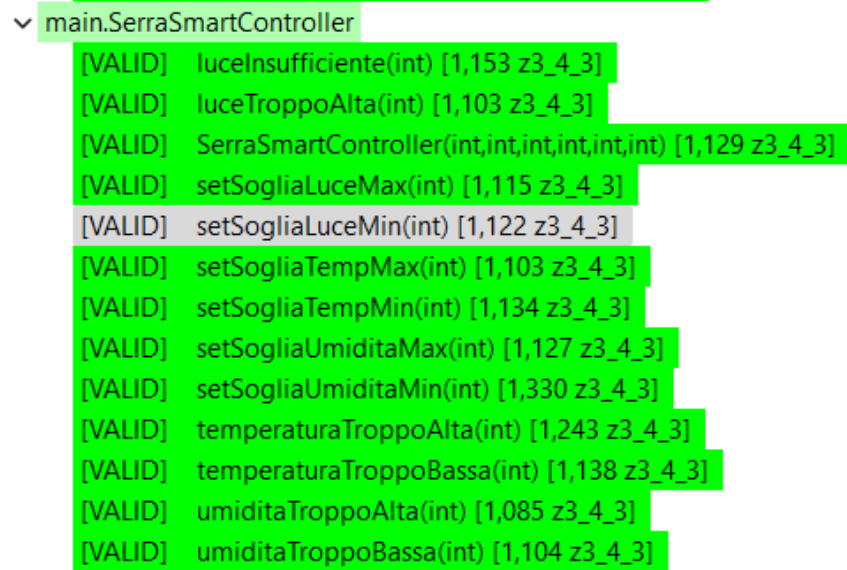 main.SerraSmartController
[VALID] luceInsufficiente(int) [1,153 z3_4_3]
[VALID] luceTroppoAlta(int) [1,103 z3_4_3]
[VALID] SerraSmartController(int,int,int,int,int,int) [1,129 z3_4_3]
[VALID] setSogliaLuceMax(int) [1,115 z3_4_3]
[VALID] setSogliaLuceMin(int) [1,122 z3_4_3]
[VALID] setSogliaTempMax(int) [1,103 z3_4_3]
[VALID] setSogliaTempMin(int) [1,134 z3_4_3]
[VALID] setSogliaUmiditaMax(int) [1,127 z3_4_3]
[VALID] setSogliaUmiditaMin(int) [1,330 z3_4_3]
[VALID] temperaturaTroppoAlta(int) [1,243 z3_4_3]
[VALID] temperaturaTroppoBassa(int) [1,138 z3_4_3]
[VALID] umiditaTroppoAlta(int) [1,085 z3_4_3]
[VALID] umiditaTroppoBassa(int) [1,104 z3_4_3]